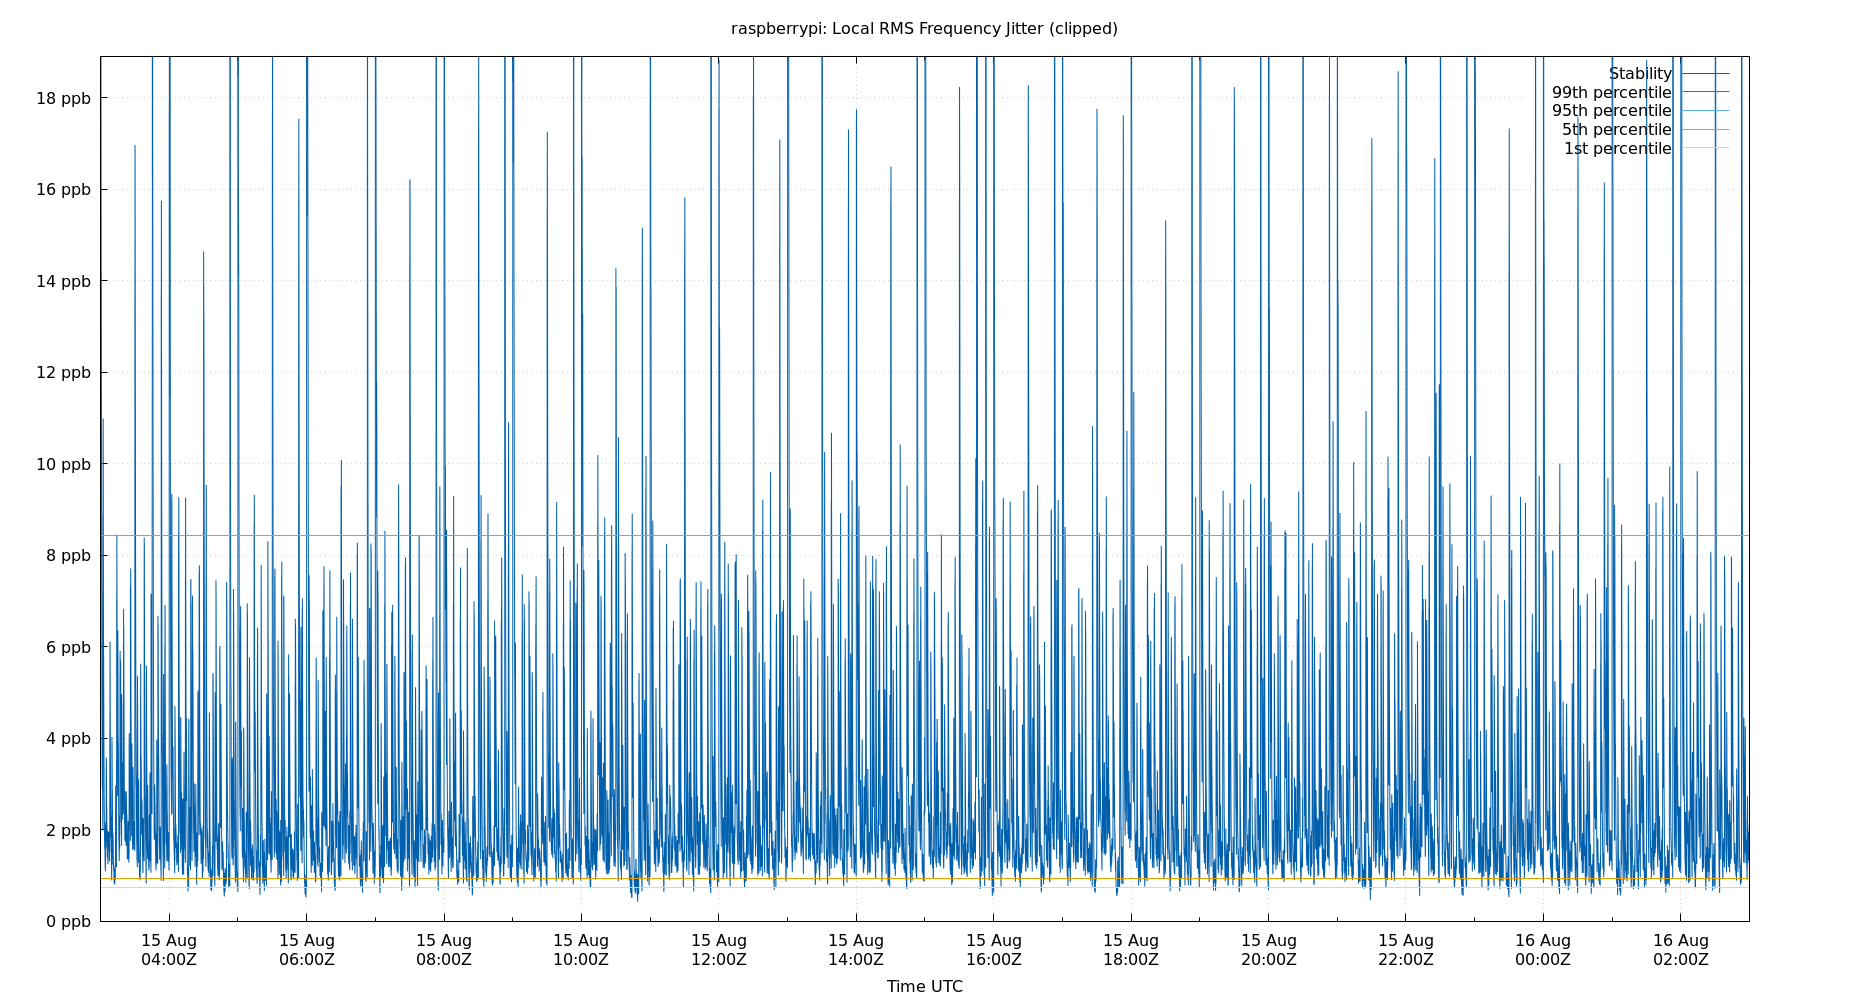 raspberrypi: Local RMS Frequency Jitter (clipped)
Stability
99th percentile
95th percentile
5th percentile
1st percentile
18 ppb
16 ppb
14 ppb
12 ppb
10 ppb
8 ppb
6 ppb
4 ppb
2 ppb
0 ppb
15 Aug 15 Aug 15 Aug 15 Aug 15 Aug 15 Aug 15 Aug 15 Aug 15 Aug 15 Aug 16 Aug 16 Aug
04:00Z 06:00Z 08:00Z 10:00Z 12:00Z 14:00Z 16:00Z 18:00Z 20:00Z 22:00Z 00:00Z 02:00Z
Time UTC